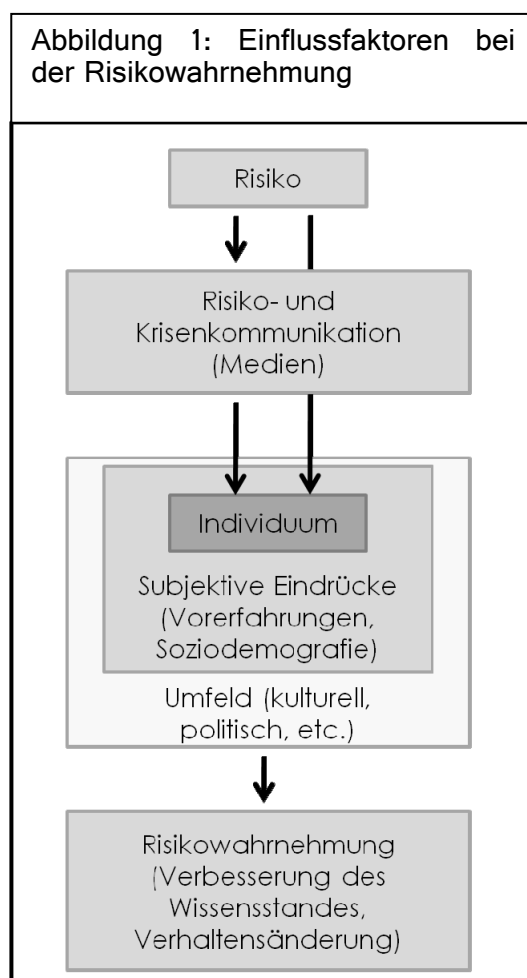 Abbildung 1: Einflussfaktoren bei
der Risikowahrnehmung
Risiko
Risiko- und
Krisenkommunikation
(Medien)
Individuum
Subjektive Eindrücke
(Vorerfahrungen,
Soziodemografie)
Umfeld (kulturell,
politisch, etc.)
Risikowahrnehmung
(Verbesserung des
Wissensstandes,
Verhaltensänderung)